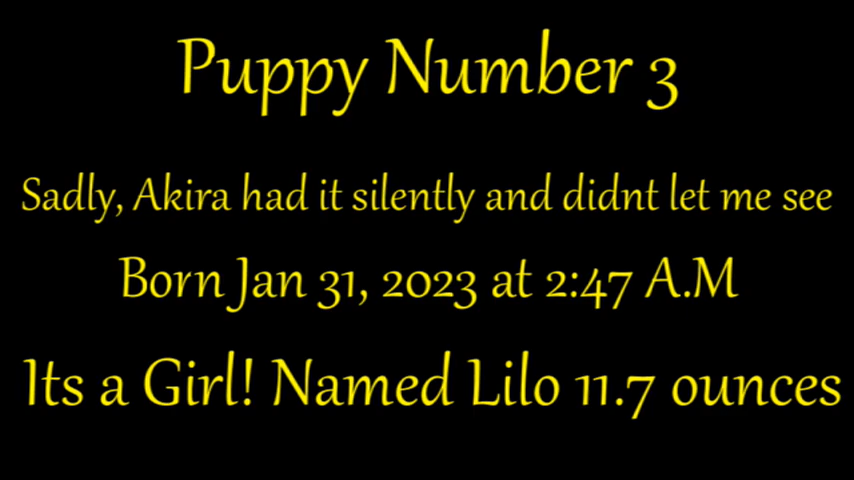 Puppy Number 3
Sadly, Akira had it silently and didnt let me see
Born Jan 31, 2023 at 2:47 A.M
Its a Girl! Named Lilo 11.7 ounces